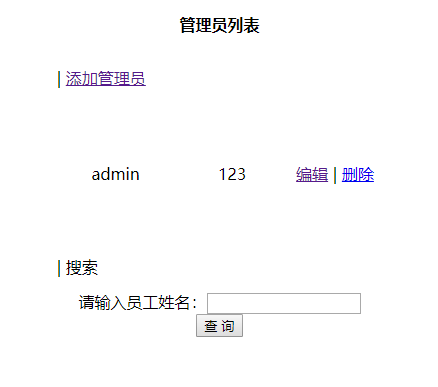 管理员列表
| 添加管理员
admin 123 编辑 | 删除
| 搜索
请输入员工姓名：
查 询